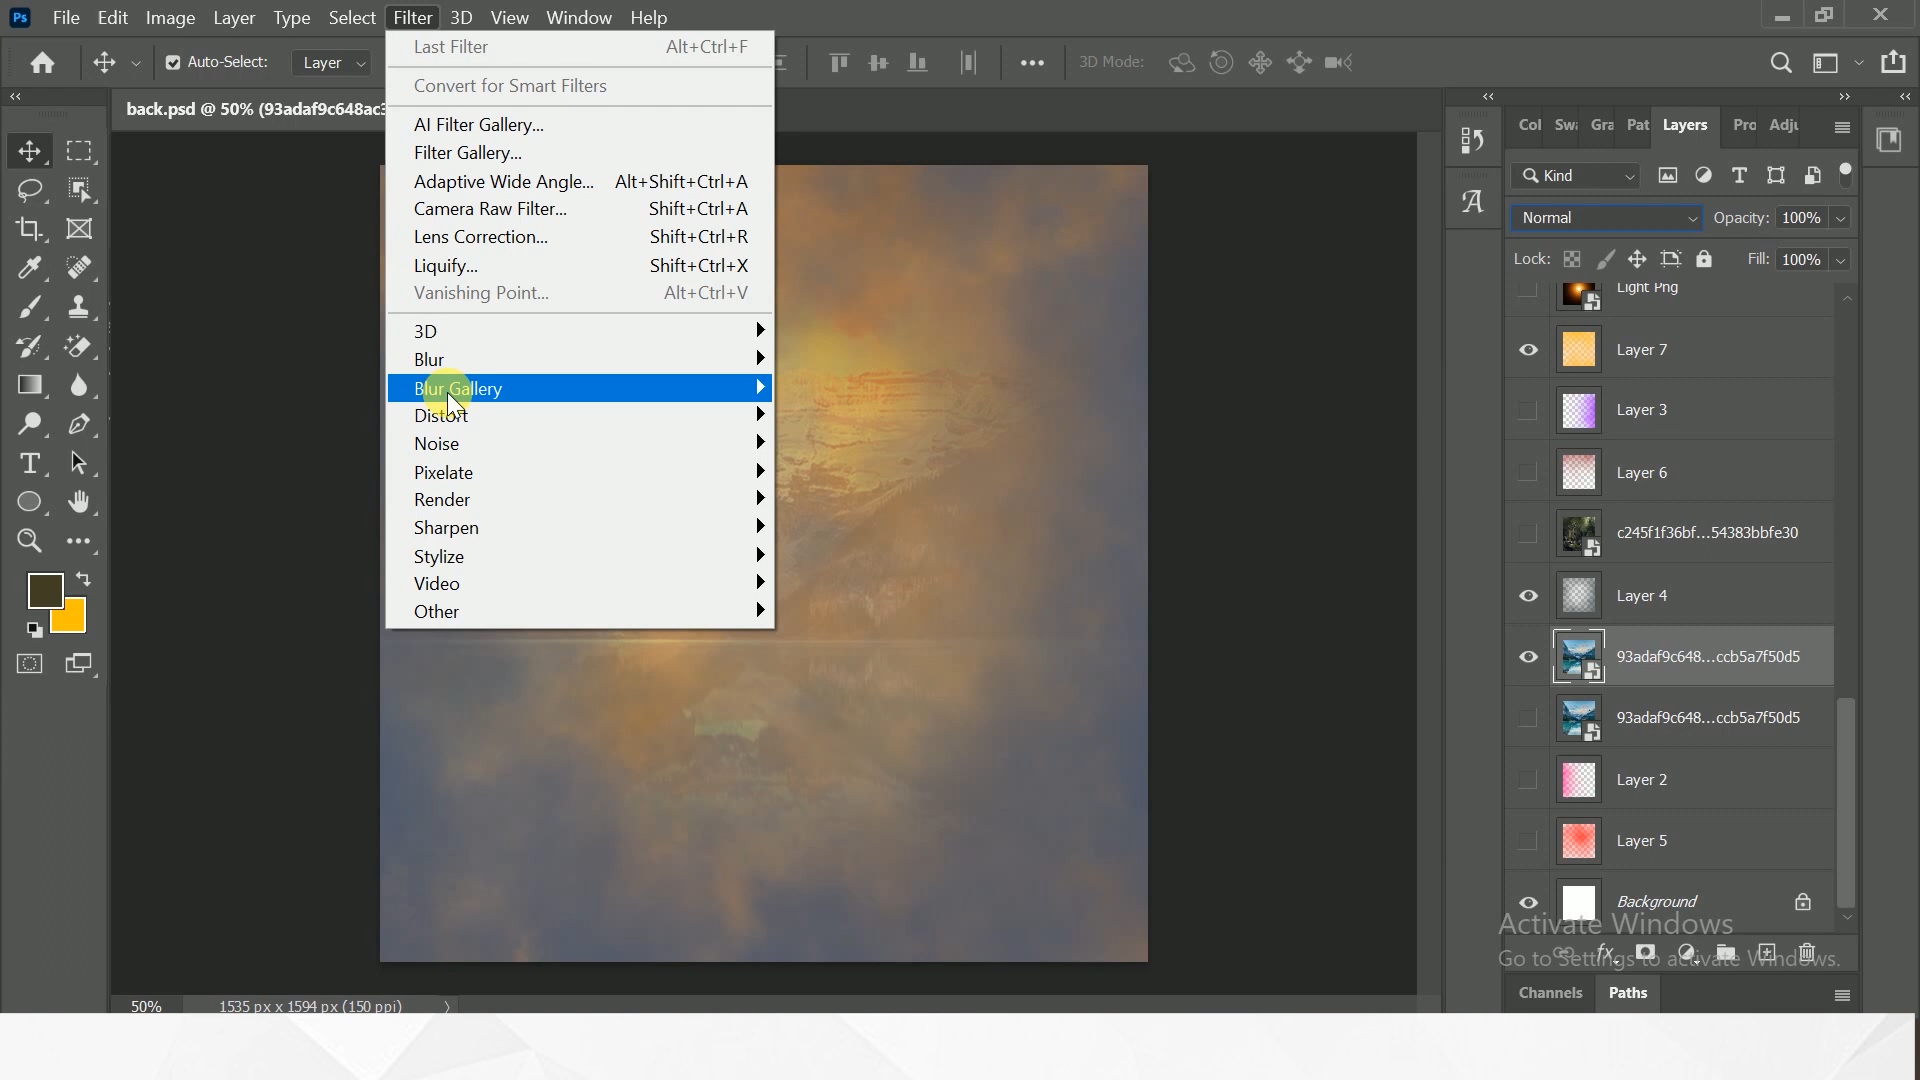 Ps File Edit Image Layer Type Select Filter 3D View Window Help
Auto-Select: Layer 3D Mode:
back.psd @ 50% (93adaf9c648ac3
Last Filter Alt+Ctrl+F
Convert for Smart Filters
AI Filter Gallery...
Filter Gallery...
Adaptive Wide Angle... Alt+Shift+Ctrl+A
Camera Raw Filter... Shift+Ctrl+A
Lens Correction... Shift+Ctrl+R
Liquify... Shift+Ctrl+X
Vanishing Point... Alt+Ctrl+V
3D
Blur
Blur Gallery
Distort
Noise
Pixelate
Render
Sharpen
Stylize
Video
Other
Col Swa Gra Pat Layers Pro Adju
Kind
Normal Opacity: 100%
Lock: Fill: 100%
Light Png
Layer 7
Layer 3
Layer 6
c245f1f36bf...54383bbfe30
Layer 4
93adaf9c648...ccb5a7f50d5
93adaf9c648...ccb5a7f50d5
Layer 2
Layer 5
Background
Activate Windows
Go to Settings to activate Windows.
Channels Paths
50% 1535 px x 1594 px (150 ppi)